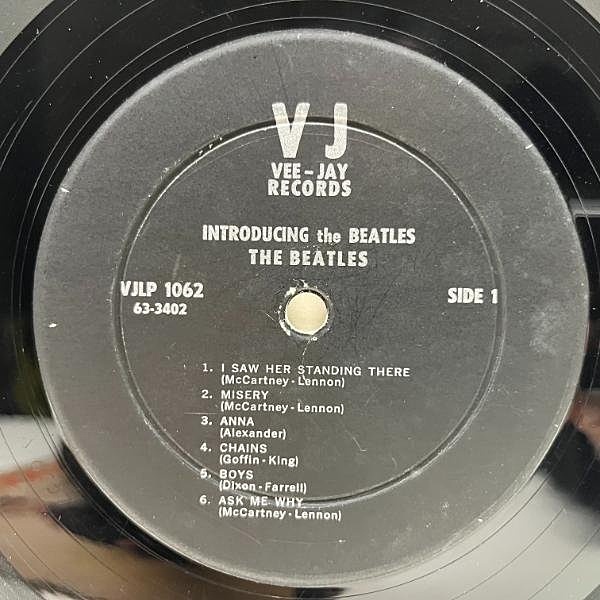 VJ
VEE-JAY
RECORDS
INTRODUCING the BEATLES
THE BEATLES
VJLP 1062
63-3402
SIDE 1
1. I SAW HER STANDING THERE
(McCartney-Lennon)
2. MISERY
(McCartney-Lennon)
3. ANNA
(Alexander)
4. CHAINS
(Goffin-King)
5. BOYS
(Dixon-Farrell)
6. ASK ME WHY
(McCartney-Lennon)